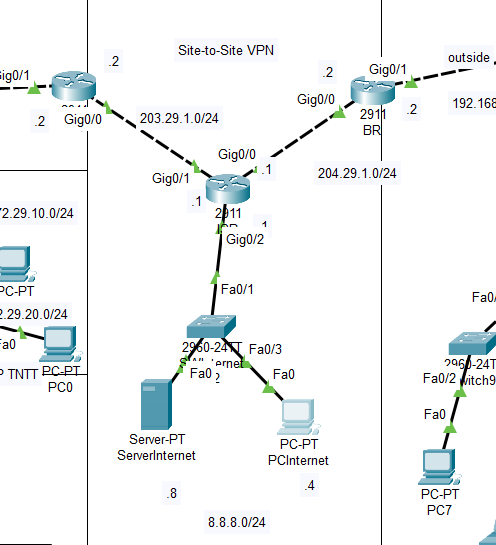 Site-to-Site VPN
outside
.2
.2
Gig0/1
.2
Gig0/0
203.29.1.0/24
Gig0/0
2911
BR
.2
192.168
Gig0/0
.1
Gig0/1
.1
204.29.1.0/24
2911
Gig0/2
72.29.10.0/24
PC-PT
Fa0/1
2.29.20.0/24
Fa0
P TNTT
PC-PT
PC0
2960-24TT
Fa0/3
Fa0
Fa0
2
Server-PT
ServerInternet
PC-PT
PCInternet
.8
.4
8.8.8.0/24
Fa0/
2960-24T
Fa0/2
witch9
Fa0
PC-PT
PC7